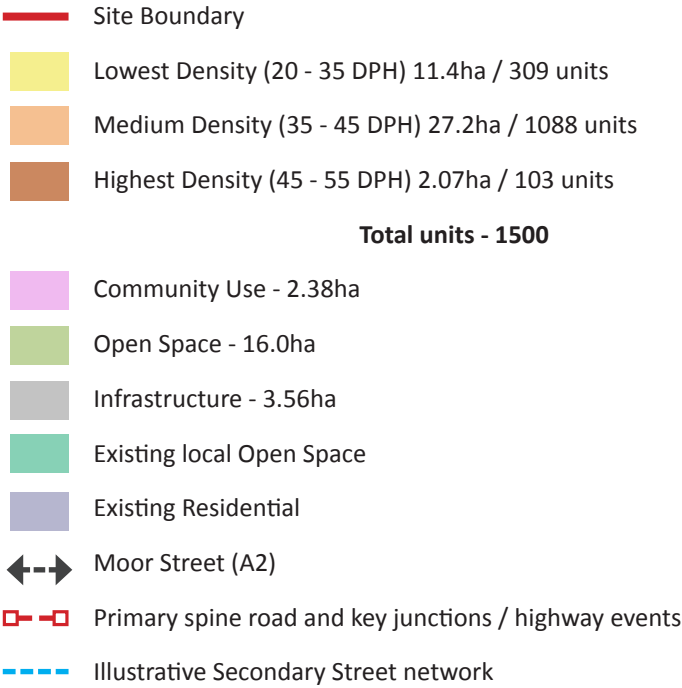 Site Boundary
Lowest Density (20 - 35 DPH) 11.4ha / 309 units
Medium Density (35 - 45 DPH) 27.2ha / 1088 units
Highest Density (45 - 55 DPH) 2.07ha / 103 units
Total units - 1500
Community Use - 2.38ha
Open Space - 16.0ha
Infrastructure - 3.56ha
Existing local Open Space
Existing Residential
Moor Street (A2)
Primary spine road and key junctions / highway events
Illustrative Secondary Street network